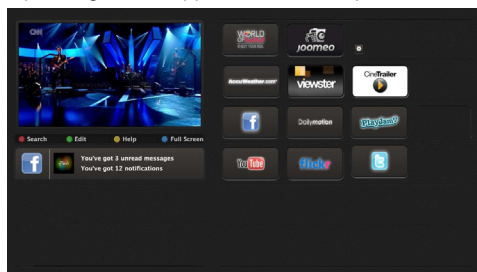 CNN
Search
Edit
Help
Full Screen
You've got 3 unread messages
You've got 12 notifications
WORLD
JOOMEO
AccuWeather.com
viewster
CineTrailer
Dailymotion
Playjam
YouTube
flickr